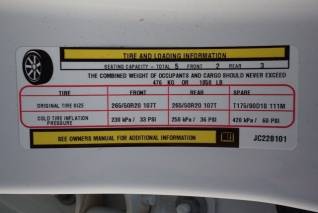 TIRE AND LOADING INFORMATION
SEATING CAPACITY - TOTAL 5 FRONT 2 REAR 3
THE COMBINED WEIGHT OF OCCUPANTS AND CARGO SHOULD NEVER EXCEED
476 KG OR 1050 LB
TIRE FRONT REAR SPARE
ORIGINAL TIRE SIZE 265/50R20 107T 265/50R20 107T T175/90D18 111M
COLD TIRE INFLATION PRESSURE 230 kPa / 33 PSI 250 kPa / 36 PSI 420 kPa / 60 PSI
SEE OWNERS MANUAL FOR ADDITIONAL INFORMATION
JC229101